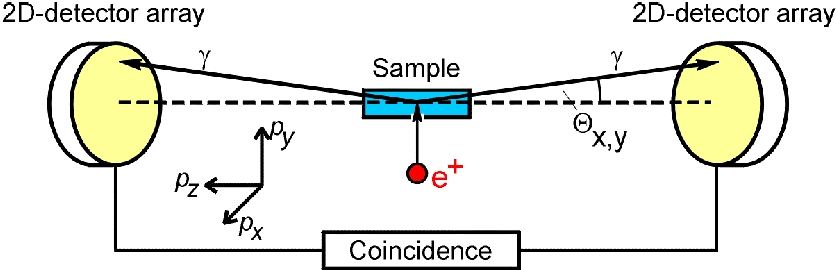 2D-detector array
2D-detector array
γ
Sample
γ
Θx,y
py
e+
pz
px
Coincidence